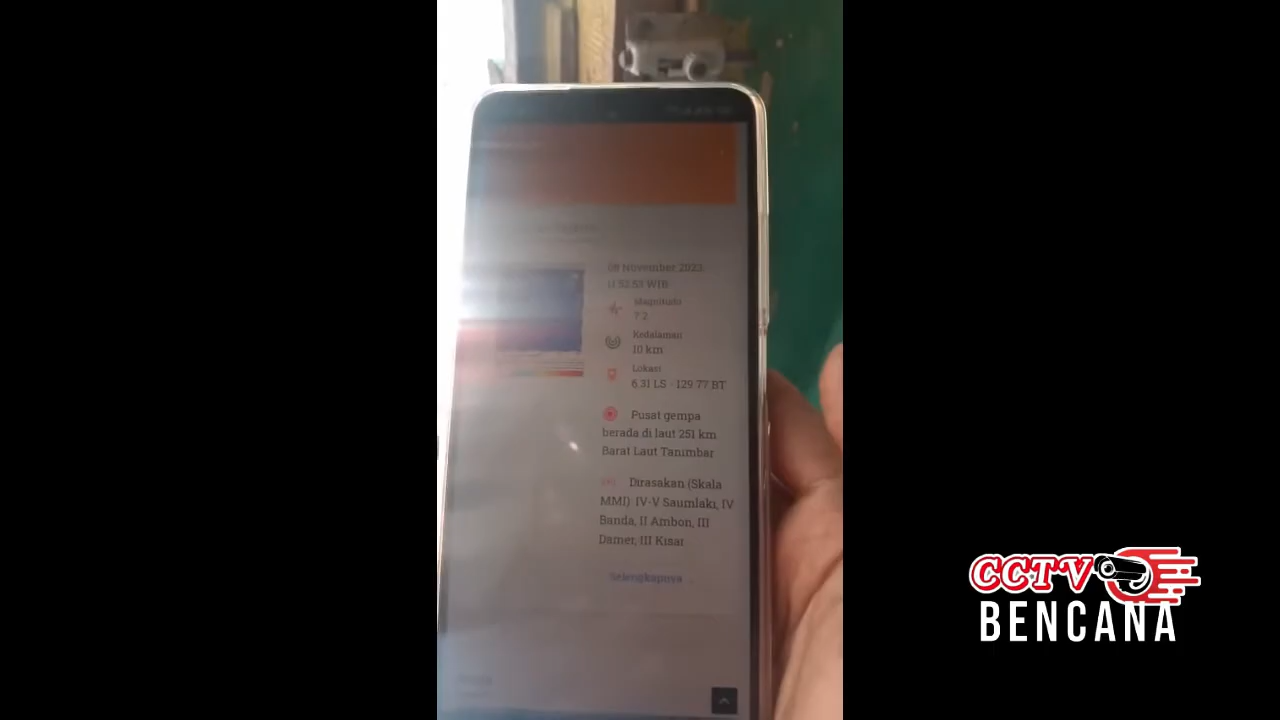 08 November 2023,
11:52:53 WIB
Magnitudo
7.2
Kedalaman
10 km
Lokasi
6.31 LS - 129.77 BT
Pusat gempa
berada di laut 251 km
Barat Laut Tanimbar
Dirasakan (Skala
MMI): IV-V Saumlaki, IV
Banda, II Ambon, III
Damer, III Kisar
Selengkapnya ...
CCTV
BENCANA